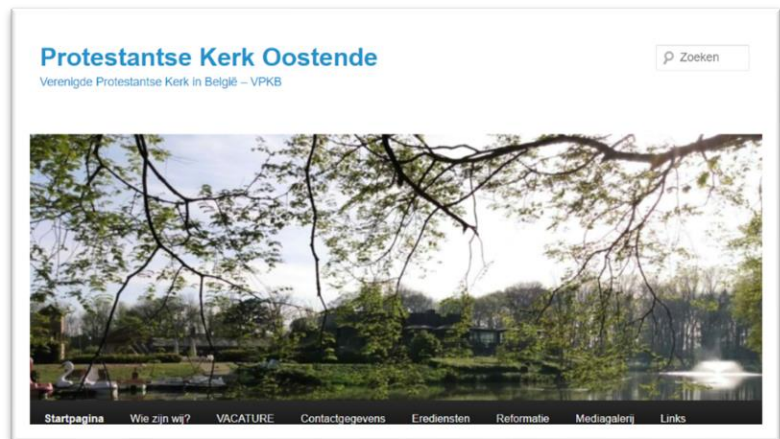 Protestantse Kerk Oostende
Verenigde Protestantse Kerk in België – VPKB
Zoeken
Startpagina Wie zijn wij? VACATURE Contactgegevens Erediensten Reformatie Mediagalerij Links